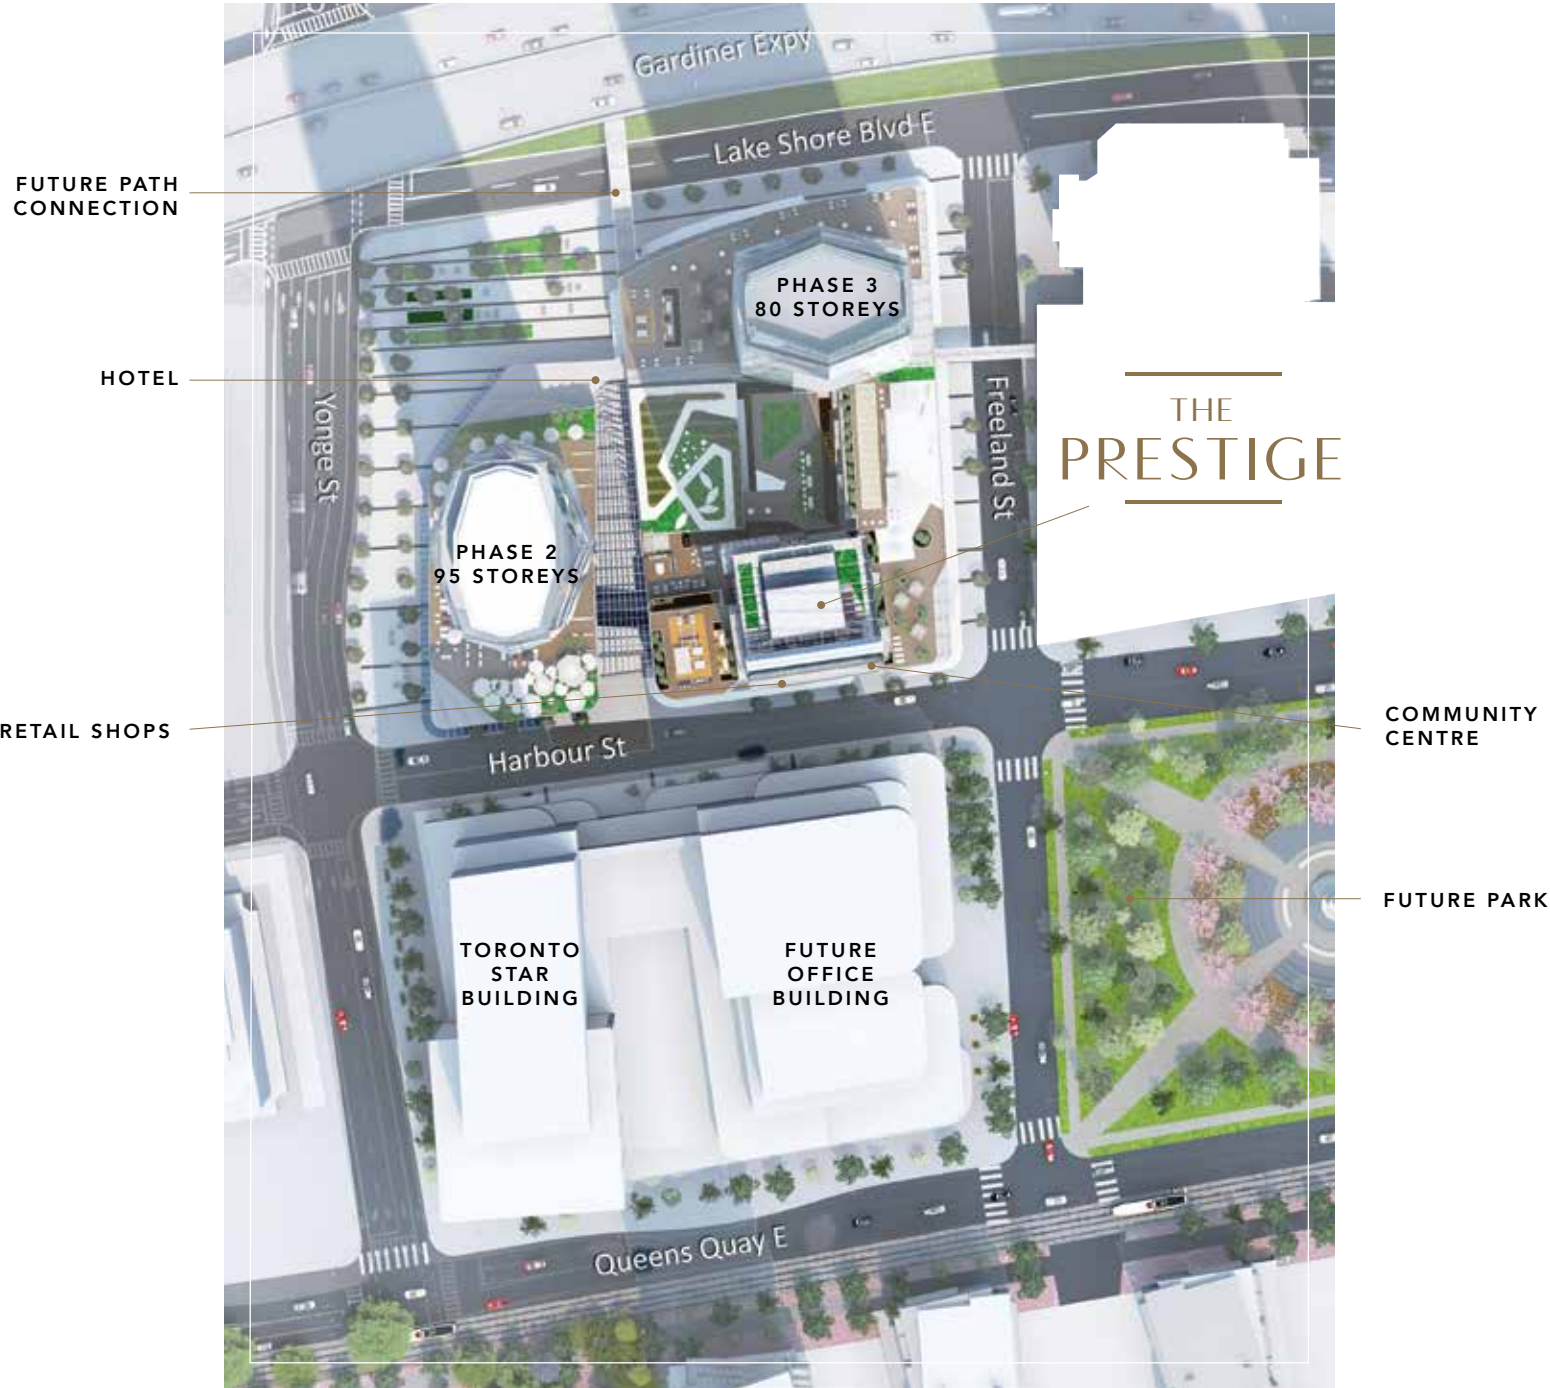 Gardiner Expy
Lake Shore Blvd E
FUTURE PATH
CONNECTION
PHASE 3
80 STOREYS
HOTEL
Yonge St
Freeland St
THE
PRESTIGE
PHASE 2
95 STOREYS
RETAIL SHOPS
Harbour St
COMMUNITY
CENTRE
TORONTO
STAR
BUILDING
FUTURE
OFFICE
BUILDING
FUTURE PARK
Queens Quay E